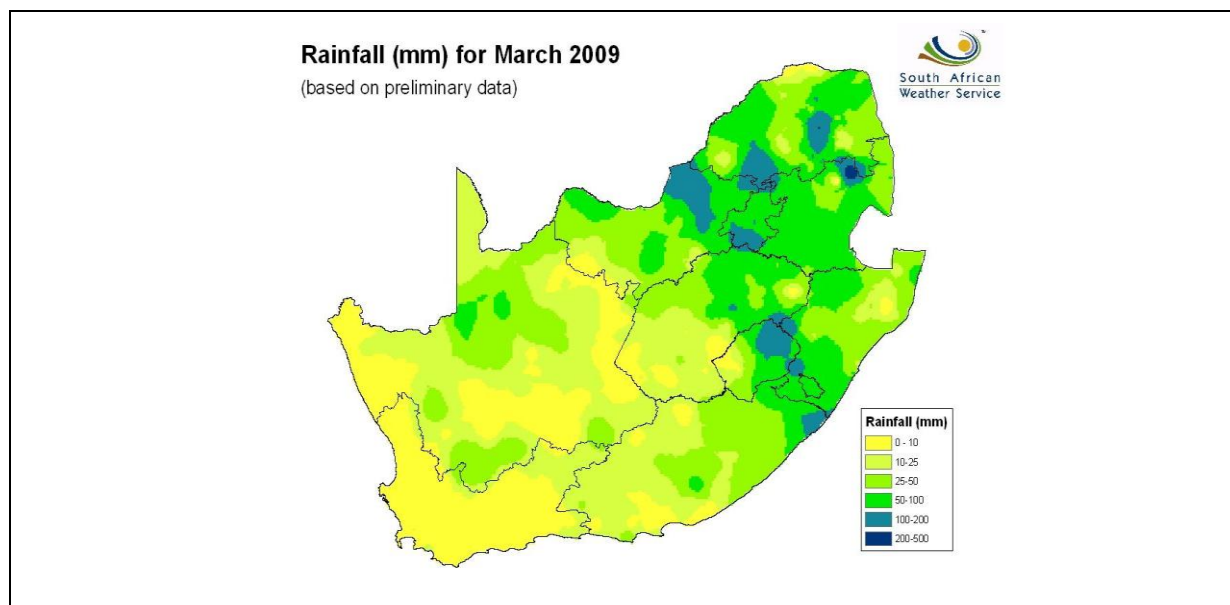 Rainfall (mm) for March 2009
(based on preliminary data)
South African
Weather Service
Rainfall (mm)
0 - 10
10-25
25-50
50-100
100-200
200-500